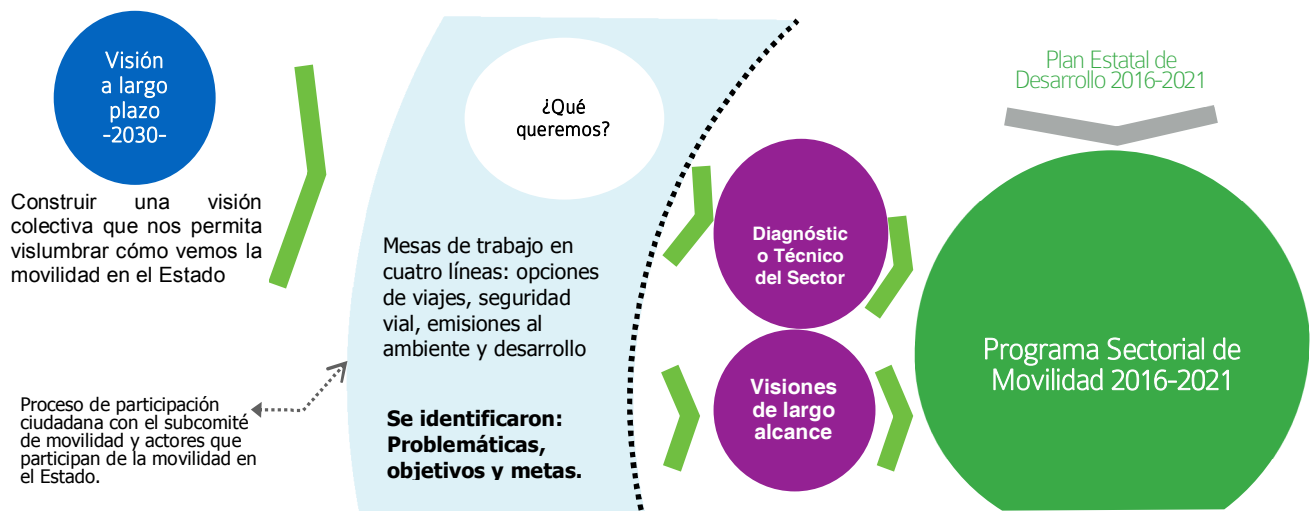 Visión
a largo
plazo
-2030-
Construir una visión
colectiva que nos permita
vislumbrar cómo vemos la
movilidad en el Estado
Proceso de participación
ciudadana con el subcomité
de movilidad y actores que
participan de la movilidad en
el Estado.
¿Qué
queremos?
Mesas de trabajo en
cuatro líneas: opciones
de viajes, seguridad
vial, emisiones al
ambiente y desarrollo
Se identificaron:
Problemáticas,
objetivos y metas.
Diagnóstic
o Técnico
del Sector
Visiones
de largo
alcance
Plan Estatal de
Desarrollo 2016-2021
Programa Sectorial de
Movilidad 2016-2021